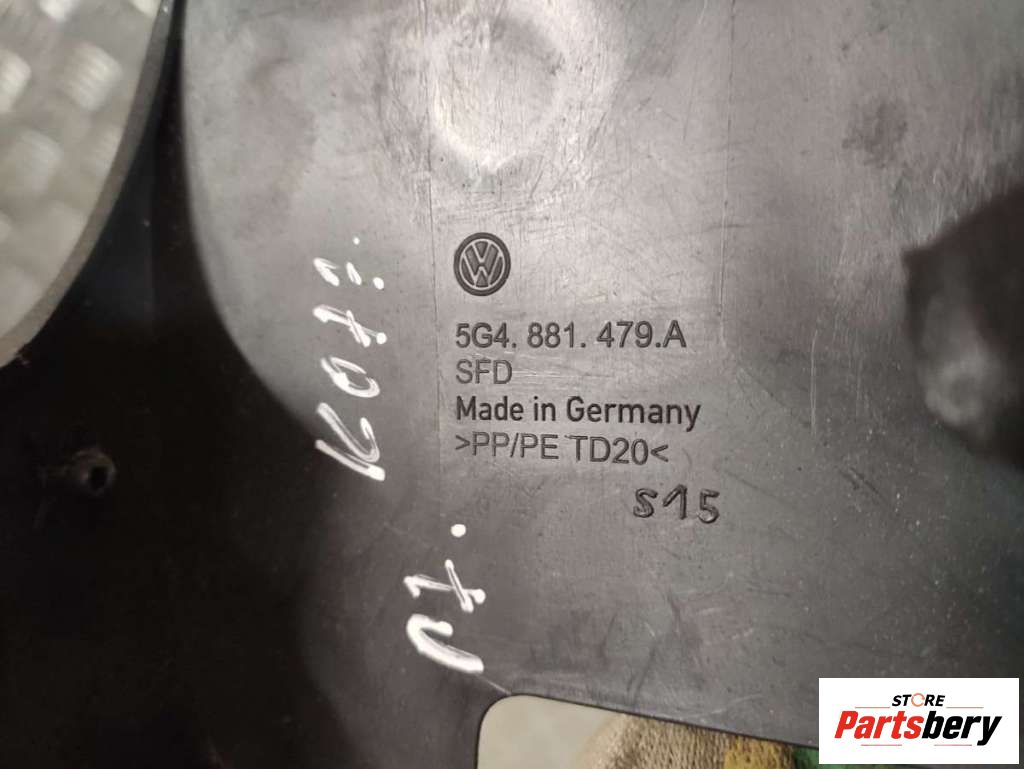 5G4. 881. 479.A
SFD
Made in Germany
>PP/PE TD20<
S15
STORE
Partsbery